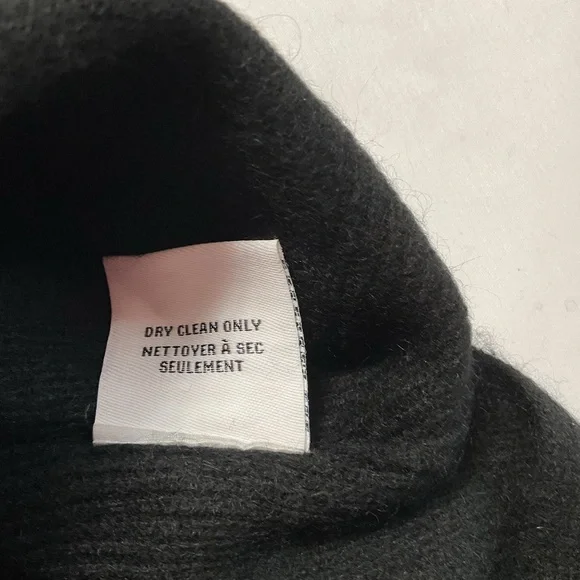 DRY CLEAN ONLY
NETTOYER À SEC
SEULEMENT